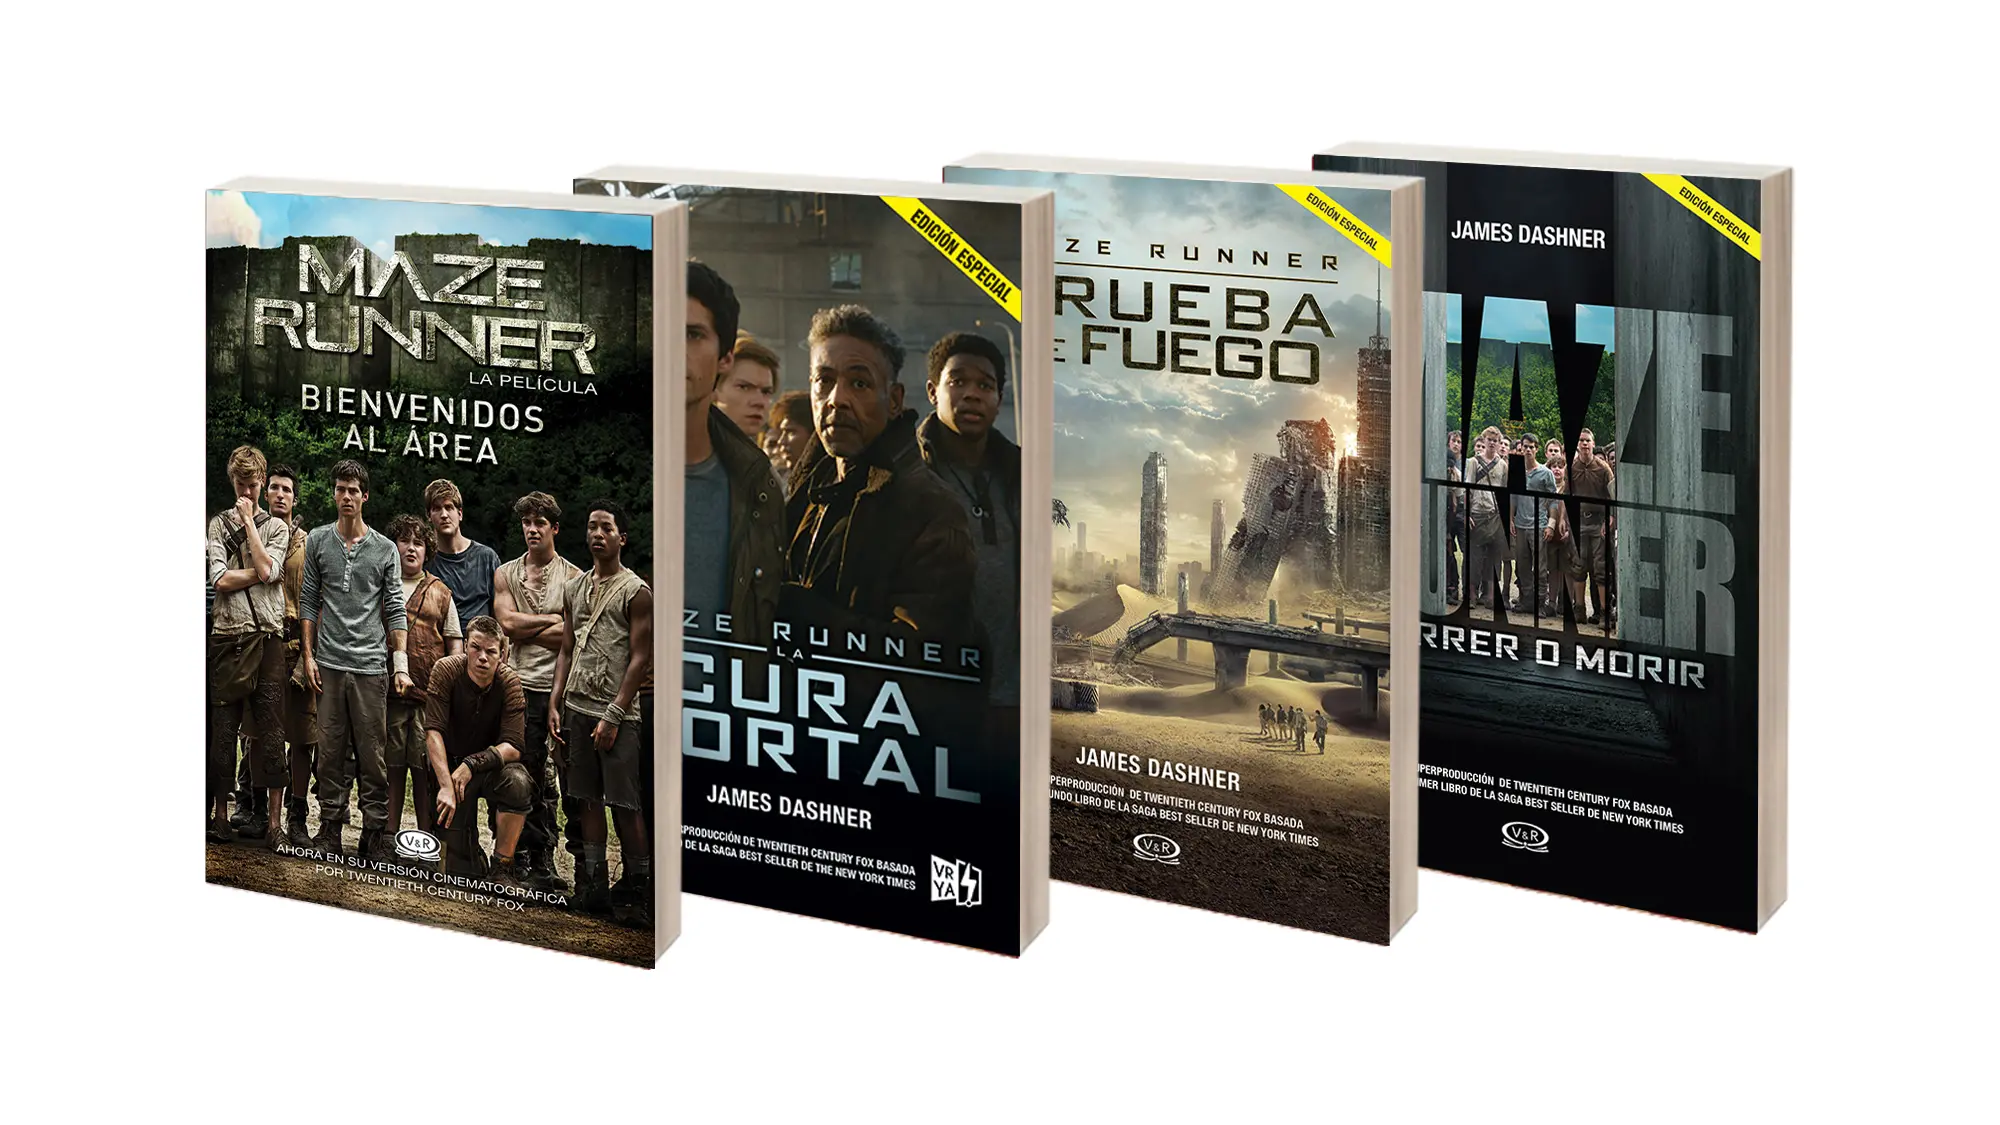 MAZE
RUNNER
LA PELÍCULA
BIENVENIDOS
AL ÁREA
V&R
AHORA EN SU VERSIÓN CINEMATOGRÁFICA
POR TWENTIETH CENTURY FOX
EDICIÓN ESPECIAL
ZE RUNNER
LA
CURA
ORTAL
JAMES DASHNER
RPRODUCCIÓN DE TWENTIETH CENTURY FOX BASADA
O DE LA SAGA BEST SELLER DE THE NEW YORK TIMES
VR
YA
EDICIÓN ESPECIAL
ZE RUNNER
RUEBA
E FUEGO
JAMES DASHNER
PERPRODUCCIÓN DE TWENTIETH CENTURY FOX BASADA
UNDO LIBRO DE LA SAGA BEST SELLER DE NEW YORK TIMES
V&R
EDICIÓN ESPECIAL
JAMES DASHNER
AZE
UNNER
RRER O MORIR
UPERPRODUCCIÓN DE TWENTIETH CENTURY FOX BASADA
MER LIBRO DE LA SAGA BEST SELLER DE NEW YORK TIMES
V&R